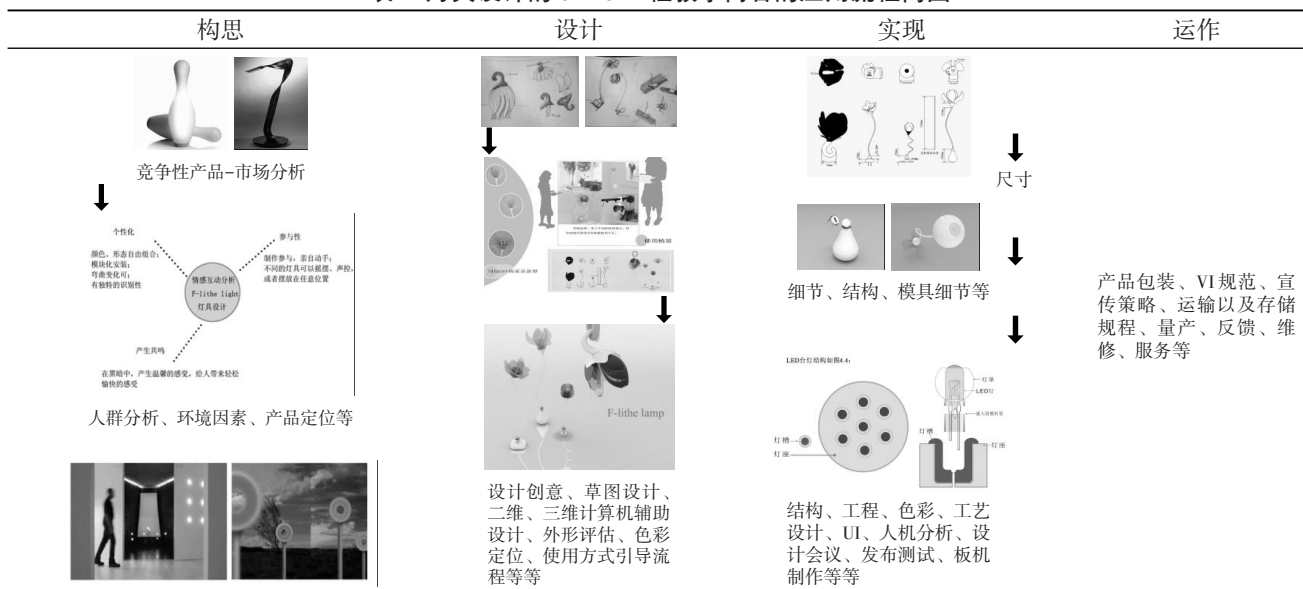 构思
设计
实现
运作
竞争性产品-市场分析
个性化
颜色、形态自由组合;
模块化安装;
弯曲变化可;
有独特的识别性
参与性
制作参与,亲自动手;
不同的灯具可以摇摆、声控,
或者摆放在任意位置
情感互动分析
F-lithe light
灯具设计
产生共鸣
在黑暗中,产生温馨的感觉,给人带来轻松
愉快的感受
人群分析、环境因素、产品定位等
使用场景
F-lithe lamp
设计创意、草图设计、
二维、三维计算机辅助
设计、外形评估、色彩
定位、使用方式引导流
程等等
尺寸
细节、结构、模具细节等
LED台灯结构如图4.4:
灯罩
LED灯
灯槽
灯座
灯槽
灯座
结构、工程、色彩、工艺
设计、UI、人机分析、设
计会议、发布测试、板机
制作等等
产品包装、VI规范、宣
传策略、运输以及存储
规程、量产、反馈、维
修、服务等